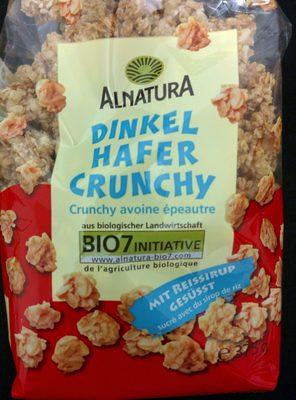 ALNATURA
DINKEL
HAFER
CRUNCHY
Crunchy avoine épeautre
aus biologischer Landwirtschaft
BIO7 INITIATIVE
www.alnatura-bio7.com
de l'agriculture biologique
MIT REISSIRUP
GESÜSST
sucré avec du sirop de riz